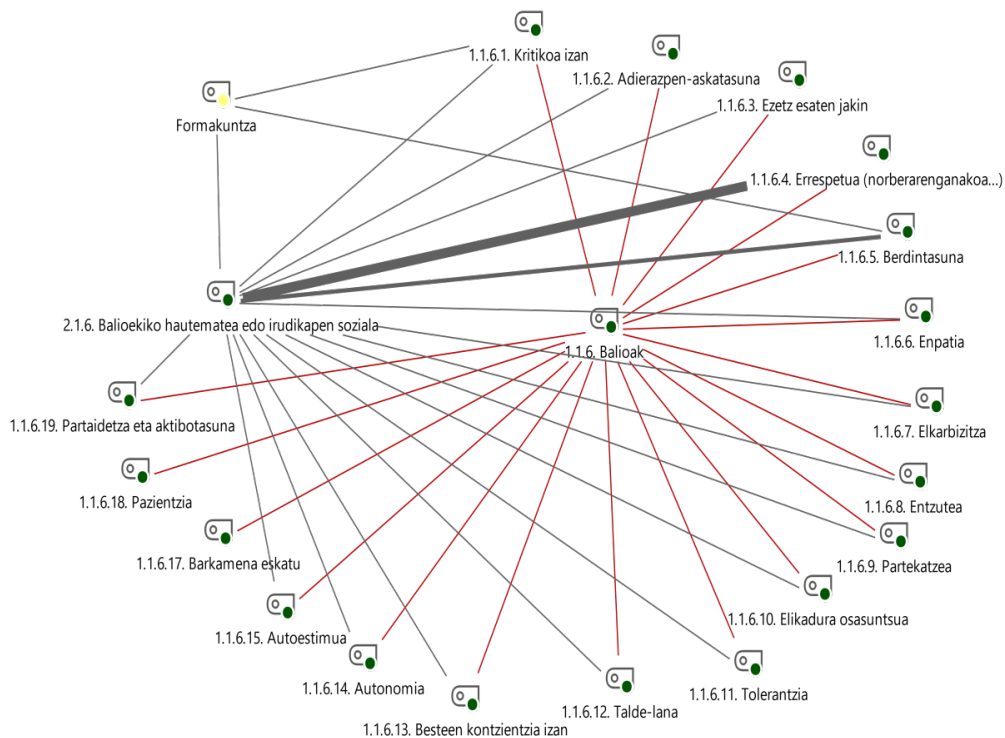 1.1.6.1. Kritikoa izan
1.1.6.2. Adierazpen-askatasuna
1.1.6.3. Ezetz esaten jakin
Formakuntza
1.1.6.4. Errespetua (norberarenganakoa...)
1.1.6.5. Berdintasuna
2.1.6. Balioekiko hautematea edo irudikapen soziala
1.1.6. Balioak
1.1.6.6. Enpatia
1.1.6.19. Partaidetza eta aktibotasuna
1.1.6.7. Elkarbizitza
1.1.6.18. Pazientzia
1.1.6.8. Entzutea
1.1.6.17. Barkamena eskatu
1.1.6.9. Partekatzea
1.1.6.10. Elikadura osasuntsua
1.1.6.15. Autoestimua
1.1.6.14. Autonomia
1.1.6.11. Tolerantzia
1.1.6.12. Talde-lana
1.1.6.13. Besteen kontzientzia izan